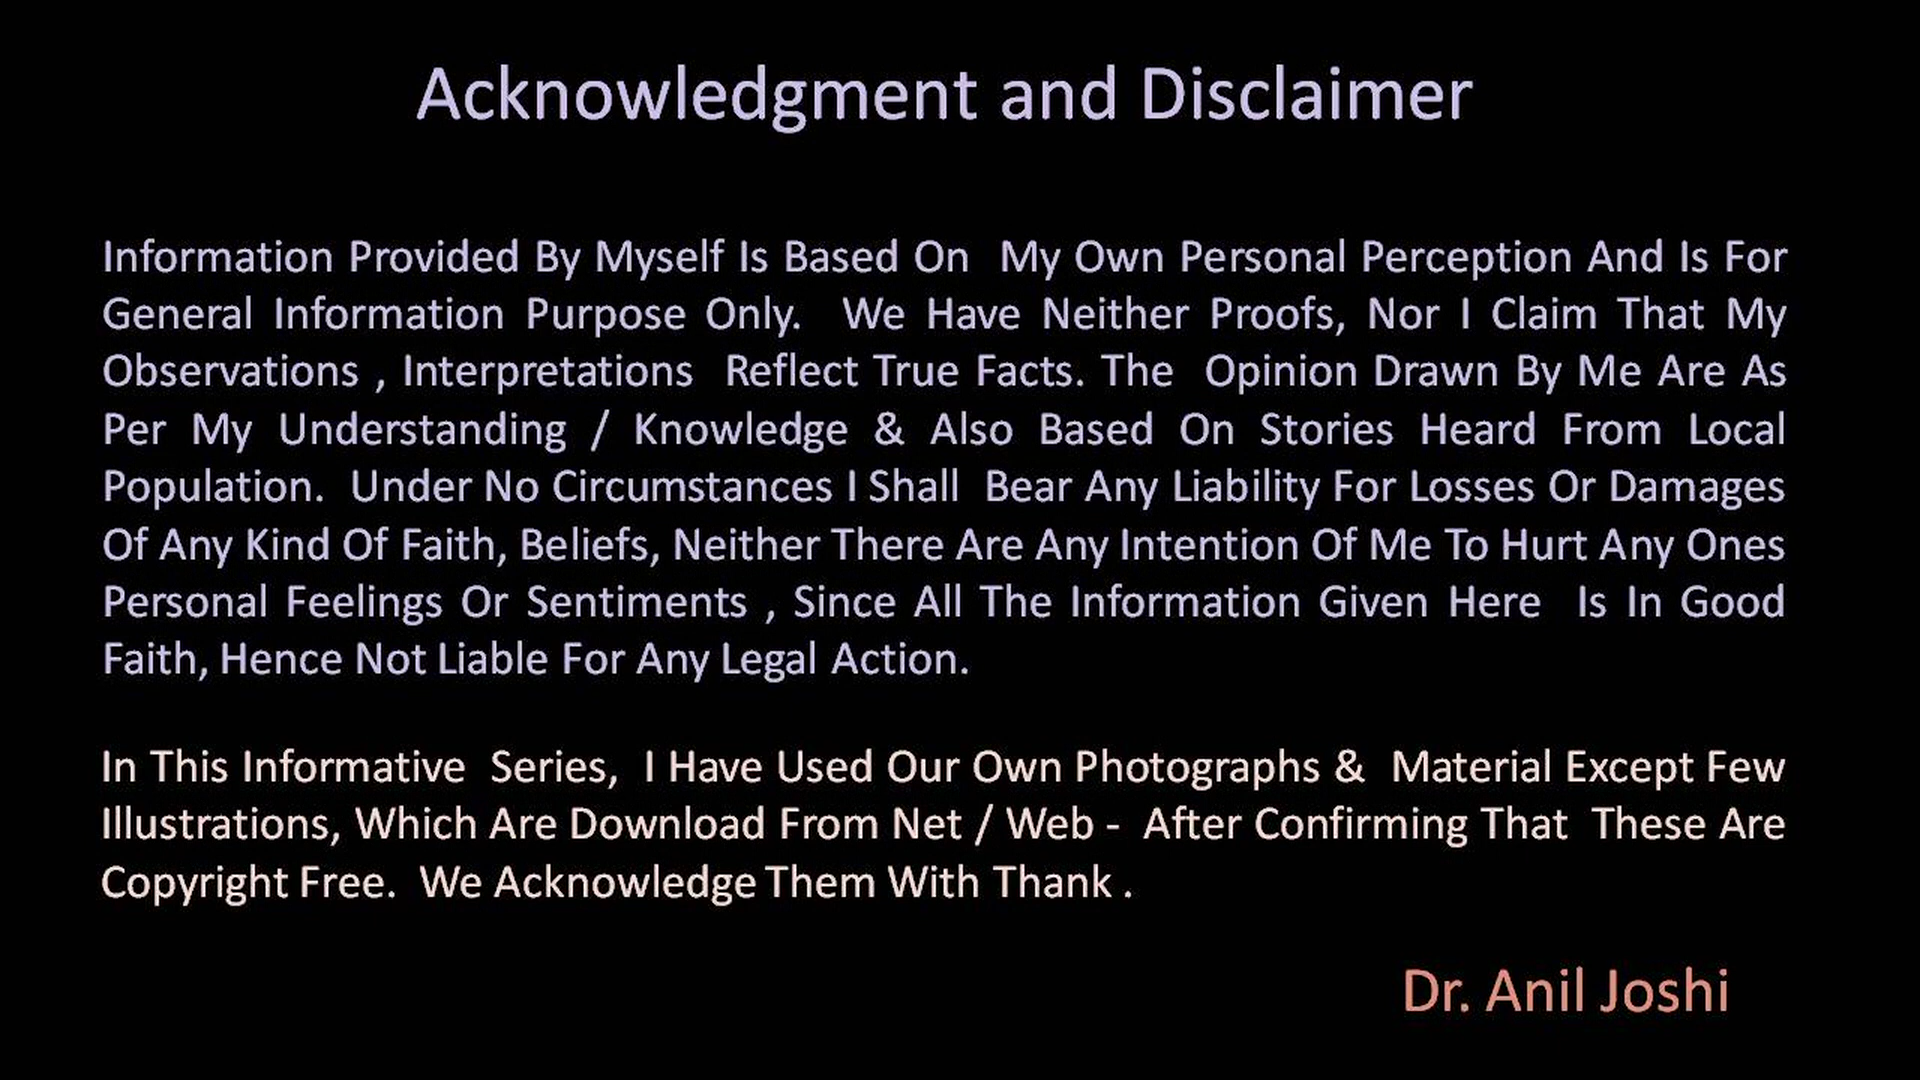 Acknowledgment and Disclaimer
Information Provided By Myself Is Based On My Own Personal Perception And Is For
General Information Purpose Only. We Have Neither Proofs, Nor I Claim That My
Observations , Interpretations Reflect True Facts. The Opinion Drawn By Me Are As
Per My Understanding / Knowledge & Also Based On Stories Heard From Local
Population. Under No Circumstances I Shall Bear Any Liability For Losses Or Damages
Of Any Kind Of Faith, Beliefs, Neither There Are Any Intention Of Me To Hurt Any Ones
Personal Feelings Or Sentiments , Since All The Information Given Here Is In Good
Faith, Hence Not Liable For Any Legal Action.
In This Informative Series, I Have Used Our Own Photographs & Material Except Few
Illustrations, Which Are Download From Net / Web - After Confirming That These Are
Copyright Free. We Acknowledge Them With Thank .
Dr. Anil Joshi